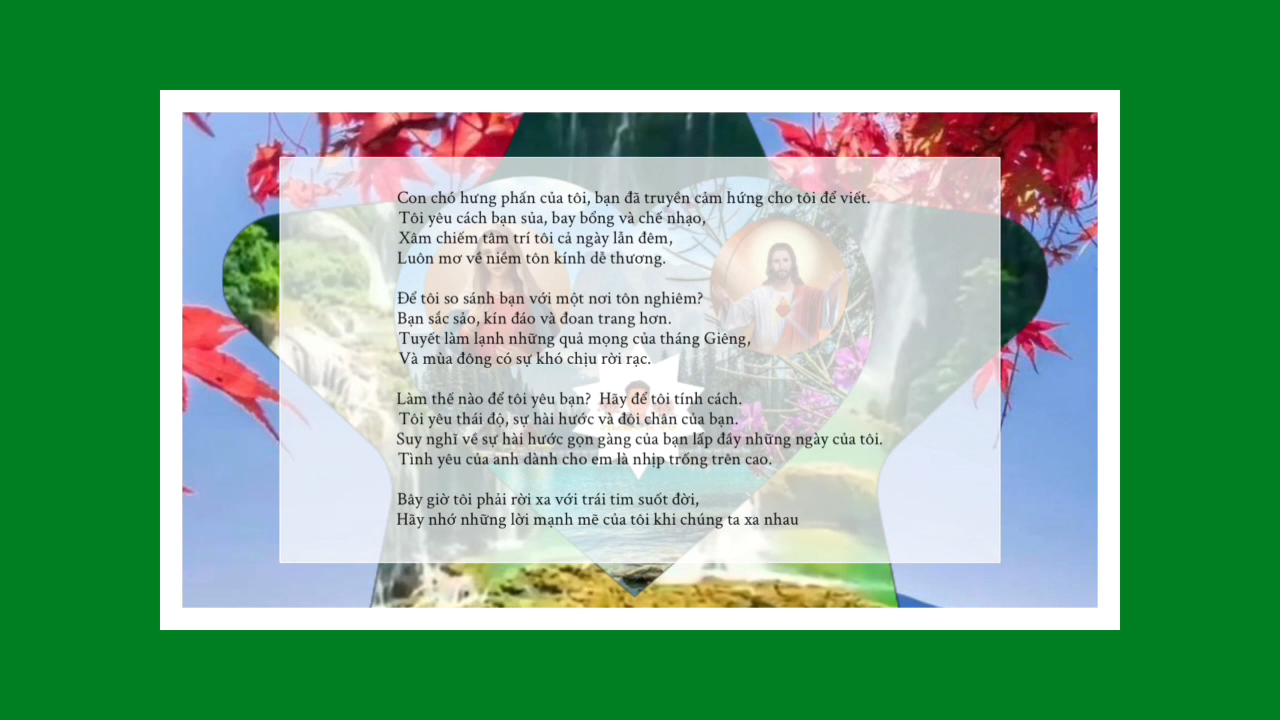 Con chó hưng phấn của tôi, bạn đã truyền cảm hứng cho tôi để viết.
Tôi yêu cách bạn sủa, bay bổng và chế nhạo,
Xâm chiếm tâm trí tôi cả ngày lẫn đêm,
Luôn mơ về niềm tôn kính dễ thương.

Để tôi so sánh bạn với một nơi tôn nghiêm?
Bạn sắc sảo, kín đáo và đoan trang hơn.
Tuyết làm lạnh những quả mọng của tháng Giêng,
Và mùa đông có sự khó chịu rời rạc.

Làm thế nào để tôi yêu bạn?  Hãy để tôi tính cách.
Tôi yêu thái độ, sự hài hước và đôi chân của bạn.
Suy nghĩ về sự hài hước gọn gàng của bạn lấp đầy những ngày của tôi.
Tình yêu của anh dành cho em là nhịp trống trên cao.

Bây giờ tôi phải rời xa với trái tim suốt đời,
Hãy nhớ những lời mạnh mẽ của tôi khi chúng ta xa nhau